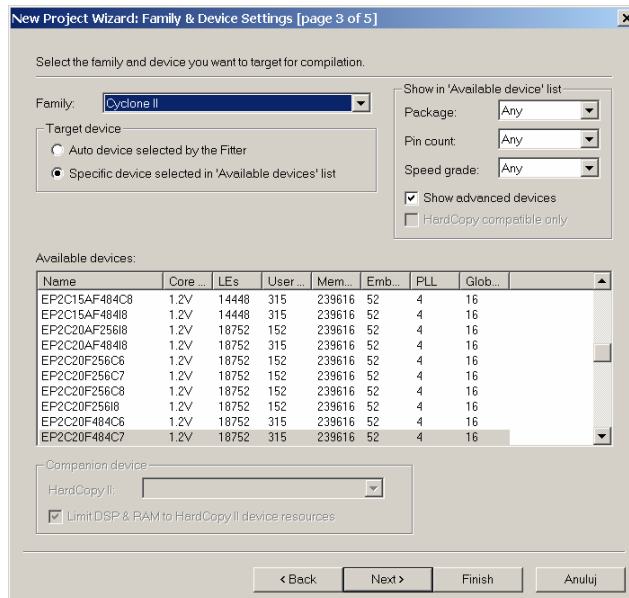 New Project Wizard: Family & Device Settings [page 3 of 5]
Select the family and device you want to target for compilation.
Family: Cyclone II
Target device
Auto device selected by the Fitter
Specific device selected in 'Available devices' list
Show in 'Available device' list
Package: Any
Pin count: Any
Speed grade: Any
Show advanced devices
HardCopy compatible only
Available devices:
Name Core ... LEs User ... Mem... Emb... PLL Glob...
EP2C15AF484C8 1.2V 14448 315 239616 52 4 16
EP2C15AF484I8 1.2V 14448 315 239616 52 4 16
EP2C20AF256I8 1.2V 18752 152 239616 52 4 16
EP2C20AF484I8 1.2V 18752 315 239616 52 4 16
EP2C20F256C6 1.2V 18752 152 239616 52 4 16
EP2C20F256C7 1.2V 18752 152 239616 52 4 16
EP2C20F256C8 1.2V 18752 152 239616 52 4 16
EP2C20F256I8 1.2V 18752 152 239616 52 4 16
EP2C20F484C6 1.2V 18752 315 239616 52 4 16
EP2C20F484C7 1.2V 18752 315 239616 52 4 16
Companion device
HardCopy II:
Limit DSP & RAM to HardCopy II device resources
< Back Next > Finish Anuluj